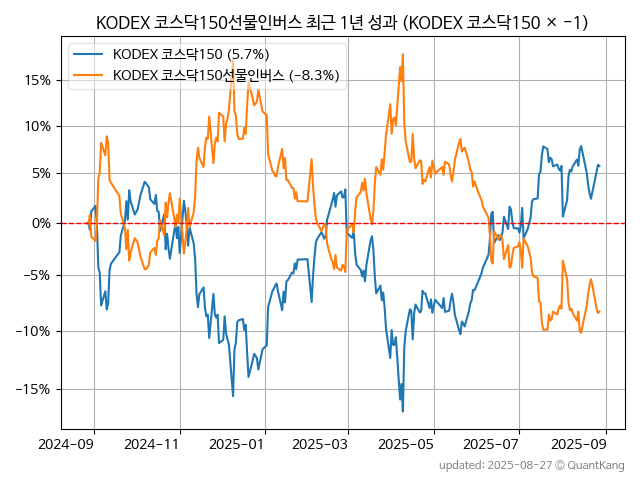 KODEX 코스닥150선물인버스 최근 1년 성과 (KODEX 코스닥150 × −1)
KODEX 코스닥150 (5.7%)
KODEX 코스닥150선물인버스 (−8.3%)
15%
10%
5%
0%
−5%
−10%
−15%
2024-09 2024-11 2025-01 2025-03 2025-05 2025-07 2025-09
updated: 2025-08-27 © QuantKang